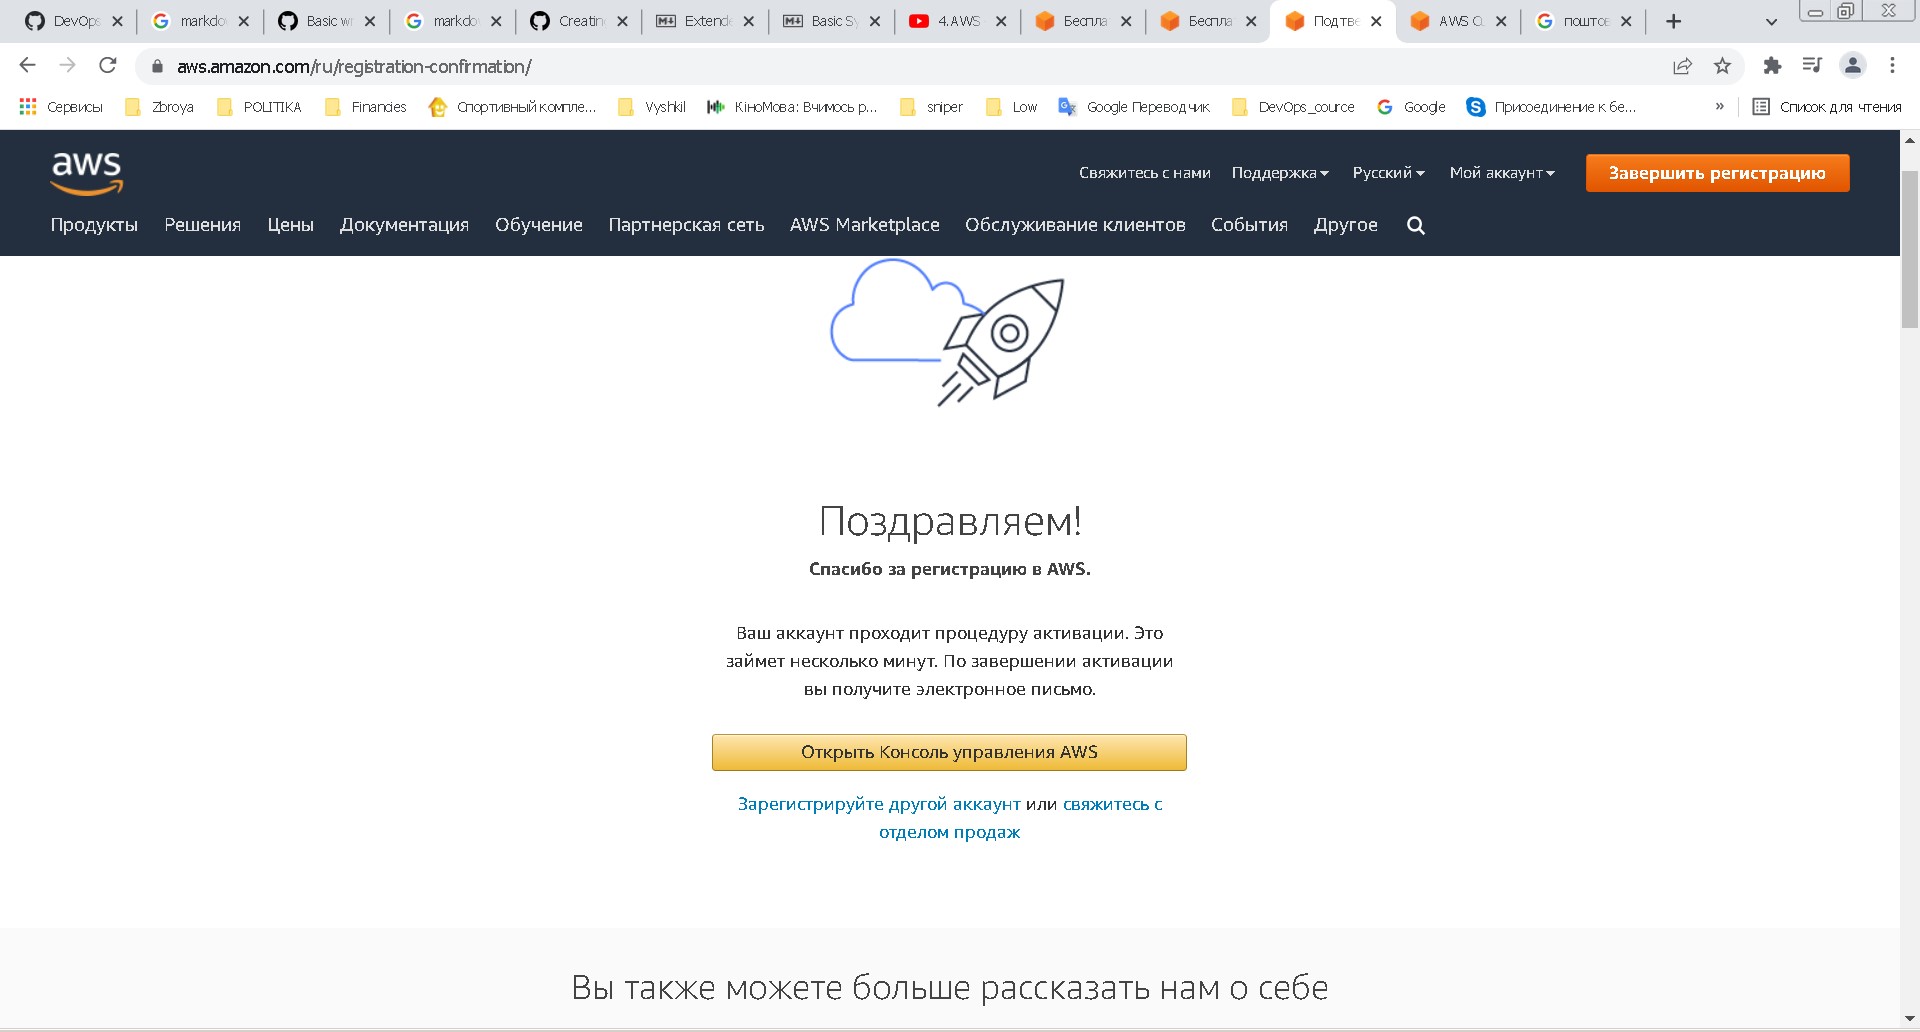 DevOps
markdo
Basic wr
markdo
Creatin
Extende
Basic Sy
4.AWS
Беспла
Беспла
Подтве
AWS C
пошто
aws.amazon.com/ru/registration-confirmation/
Сервисы
Zbroya
POLITIKA
Financies
Спортивный компле...
Vyshkil
КіноМова: Вчимось р...
sniper
Low
Google Переводчик
DevOps_cource
Google
Присоединение к бе...
»
Список для чтения
aws
Свяжитесь с нами
Поддержка
Русский
Мой аккаунт
Завершить регистрацию
Продукты
Решения
Цены
Документация
Обучение
Партнерская сеть
AWS Marketplace
Обслуживание клиентов
События
Другое
Поздравляем!
Спасибо за регистрацию в AWS.
Ваш аккаунт проходит процедуру активации. Это
займет несколько минут. По завершении активации
вы получите электронное письмо.
Открыть Консоль управления AWS
Зарегистрируйте другой аккаунт или свяжитесь с
отделом продаж
Вы также можете больше рассказать нам о себе